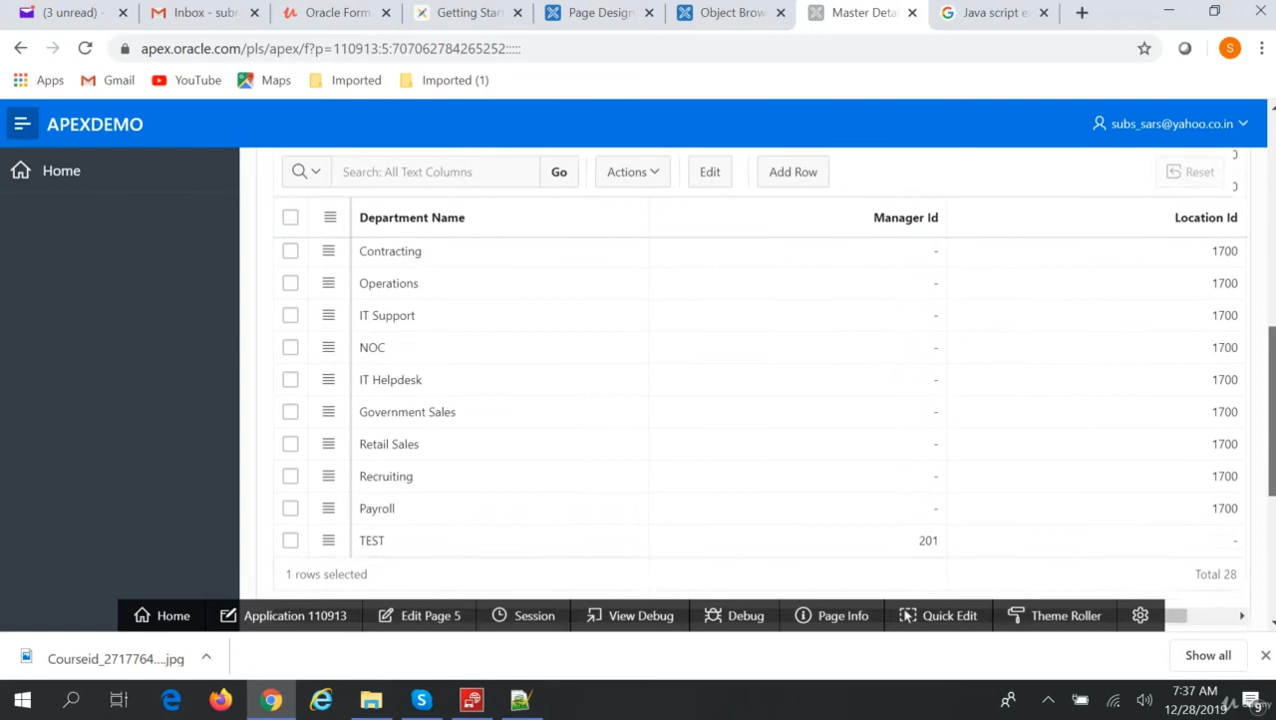 (3 unread)
Inbox - subr
Oracle Form
Getting Star
Page Design
Object Brow
Master Deta
Java script e
apex.oracle.com/pls/apex/f?p=110913:5:707062784265252:::::
S
Apps
Gmail
YouTube
Maps
Imported
Imported (1)
APEXDEMO
subs_sars@yahoo.co.in
Home
Search: All Text Columns
Go
Actions
Edit
Add Row
Reset
Department Name Manager Id Location Id
Contracting - 1700
Operations - 1700
IT Support - 1700
NOC - 1700
IT Helpdesk - 1700
Government Sales - 1700
Retail Sales - 1700
Recruiting - 1700
Payroll - 1700
TEST 201 -
1 rows selected Total 28
Home
Application 110913
Edit Page 5
Session
View Debug
Debug
Page Info
Quick Edit
Theme Roller
Courseid_2717764....jpg
Show all
7:37 AM
12/28/2019